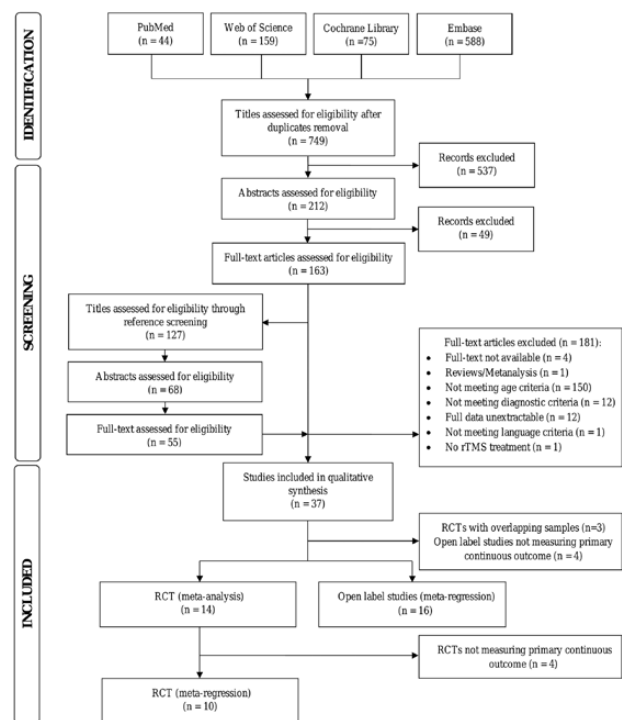 PubMed
(n = 44)
Web of Science
(n = 159)
Cochrane Library
(n =75)
Embase
(n = 588)
IDENTIFICATION
Titles assessed for eligibility after
duplicates removal
(n = 749)
Records excluded
(n = 537)
SCREENING
Abstracts assessed for eligibility
(n = 212)
Records excluded
(n = 49)
Full-text articles assessed for eligibility
(n = 163)
Titles assessed for eligibility through
reference screening
(n = 127)
Abstracts assessed for eligibility
(n = 68)
Full-text assessed for eligibility
(n = 55)
Full-text articles excluded (n = 181):
• Full-text not available (n = 4)
• Reviews/Metanalysis (n = 1)
• Not meeting age criteria (n = 150)
• Not meeting diagnostic criteria (n = 12)
• Full data unextractable (n = 12)
• Not meeting language criteria (n = 1)
• No rTMS treatment (n = 1)
INCLUDED
Studies included in qualitative
synthesis
(n = 37)
RCTs with overlapping samples (n=3)
Open label studies not measuring primary
continuous outcome (n = 4)
RCT (meta-analysis)
(n = 14)
Open label studies (meta-regression)
(n = 16)
RCTs not measuring primary continuous
outcome (n = 4)
RCT (meta-regression)
(n = 10)